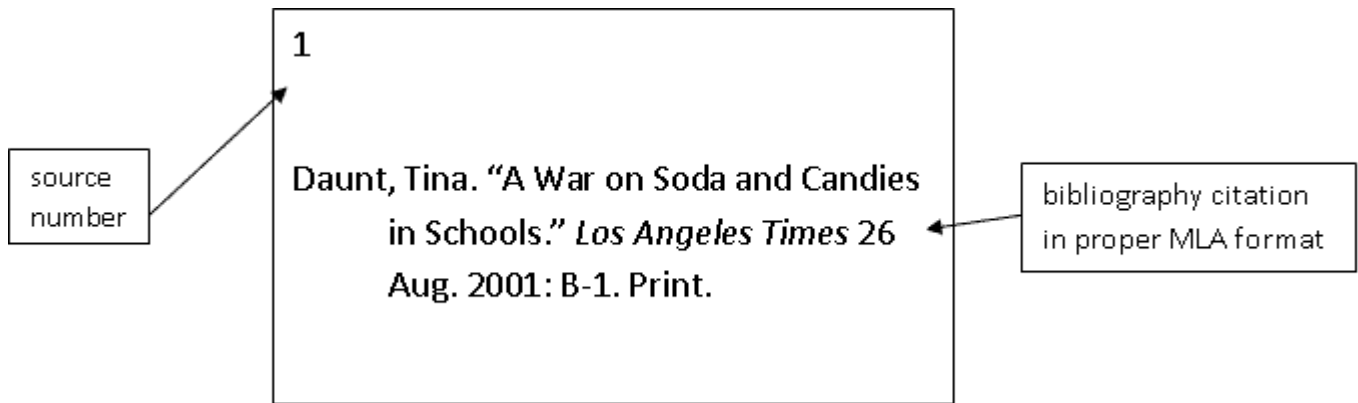 1
source
number
Daunt, Tina. “A War on Soda and Candies
in Schools.” Los Angeles Times 26
Aug. 2001: B-1. Print.
bibliography citation
in proper MLA format